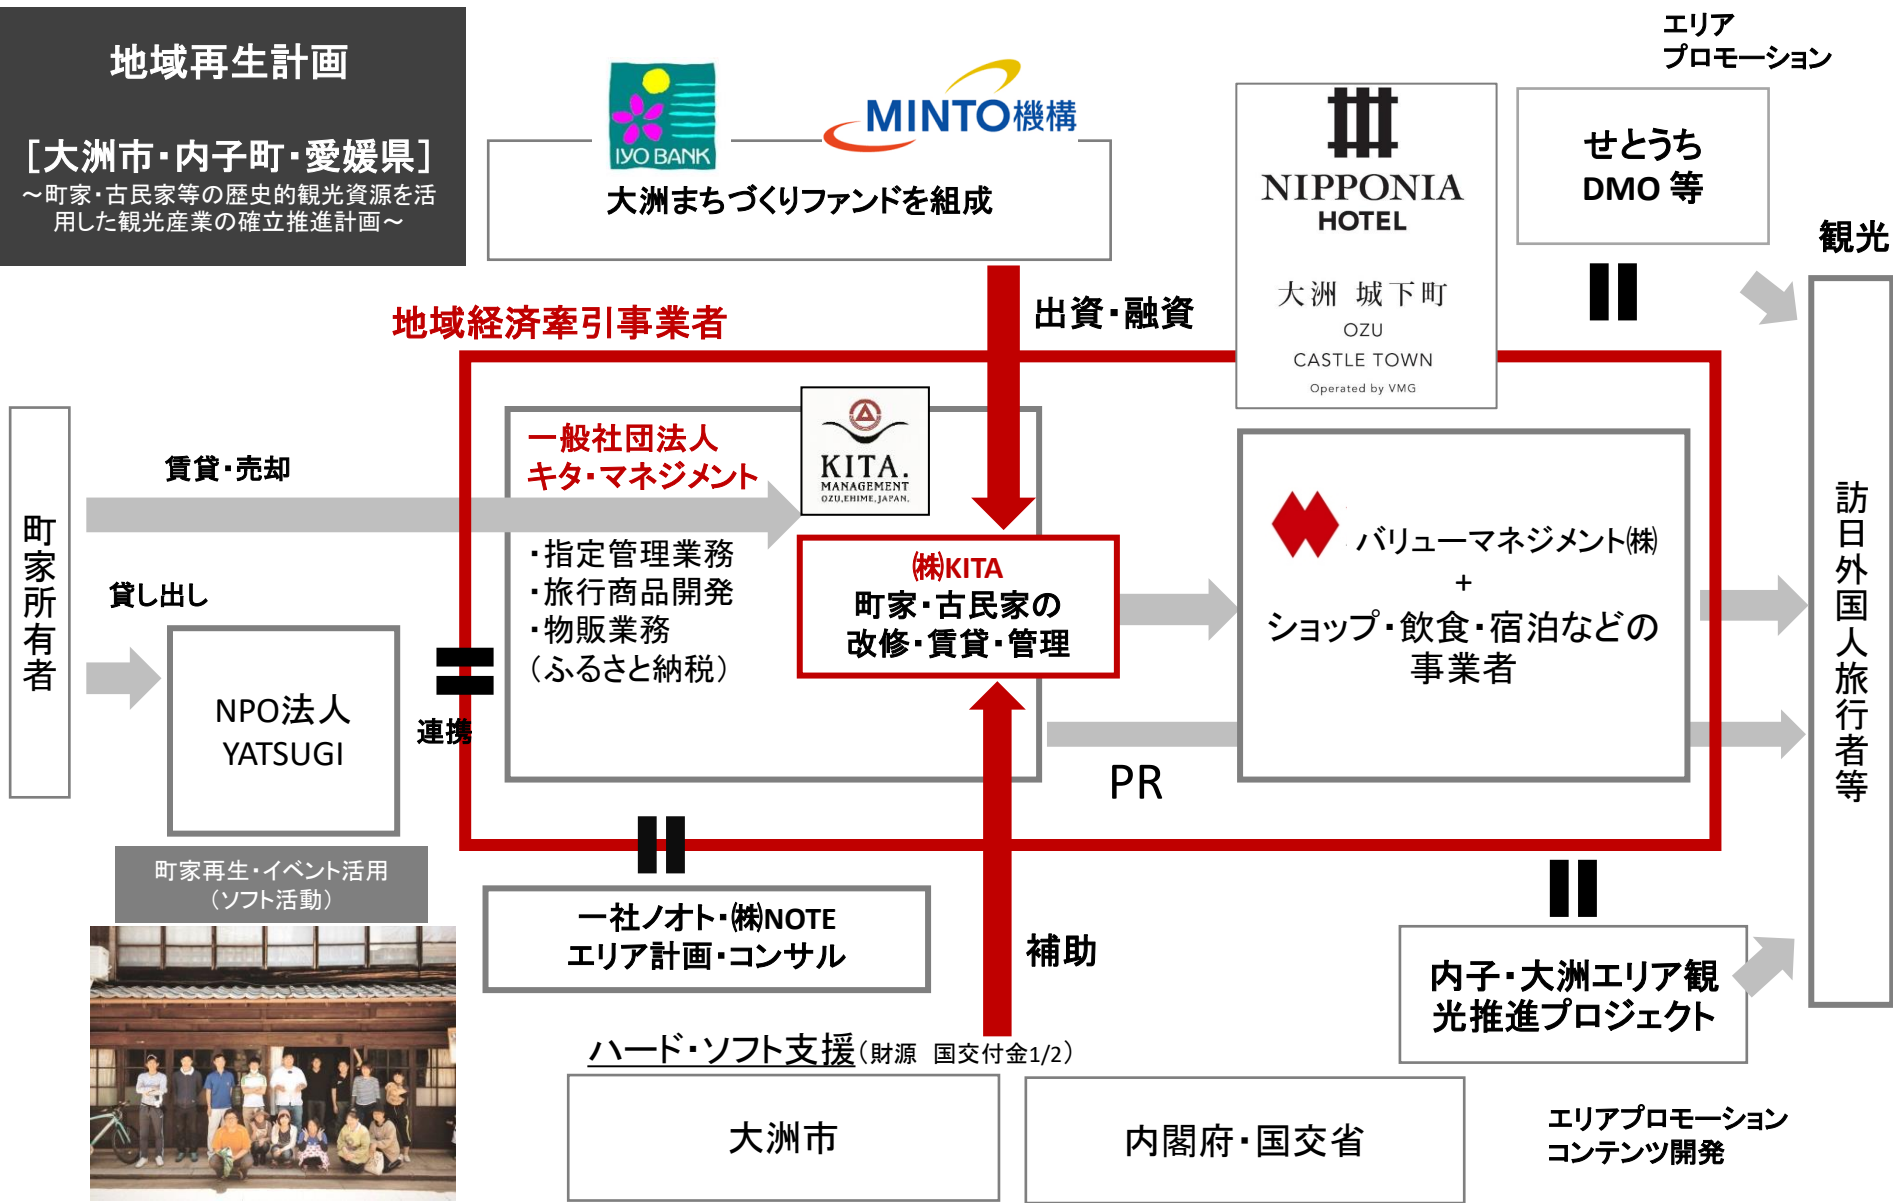 地域再生計画
［大洲市・内子町・愛媛県］
～町家・古民家等の歴史的観光資源を活
用した観光産業の確立推進計画～
IYO BANK
MINTO機構
大洲まちづくりファンドを組成
NIPPONIA
HOTEL
大洲 城下町
OZU
CASTLE TOWN
Operated by VMG
エリア
プロモーション
せとうち
DMO 等
観光
地域経済牽引事業者
出資・融資
町家所有者
賃貸・売却
貸し出し
NPO法人
YATSUGI
連携
町家再生・イベント活用
（ソフト活動）
一般社団法人
キタ・マネジメント
KITA.
MANAGEMENT
OZU,EHIME,JAPAN.
・指定管理業務
・旅行商品開発
・物販業務
（ふるさと納税）
㈱KITA
町家・古民家の
改修・賃貸・管理
バリューマネジメント㈱
+
ショップ・飲食・宿泊などの
事業者
PR
訪日外国人旅行者等
一社ノオト・㈱NOTE
エリア計画・コンサル
補助
内子・大洲エリア観
光推進プロジェクト
ハード・ソフト支援（財源　国交付金1/2）
大洲市
内閣府・国交省
エリアプロモーション
コンテンツ開発